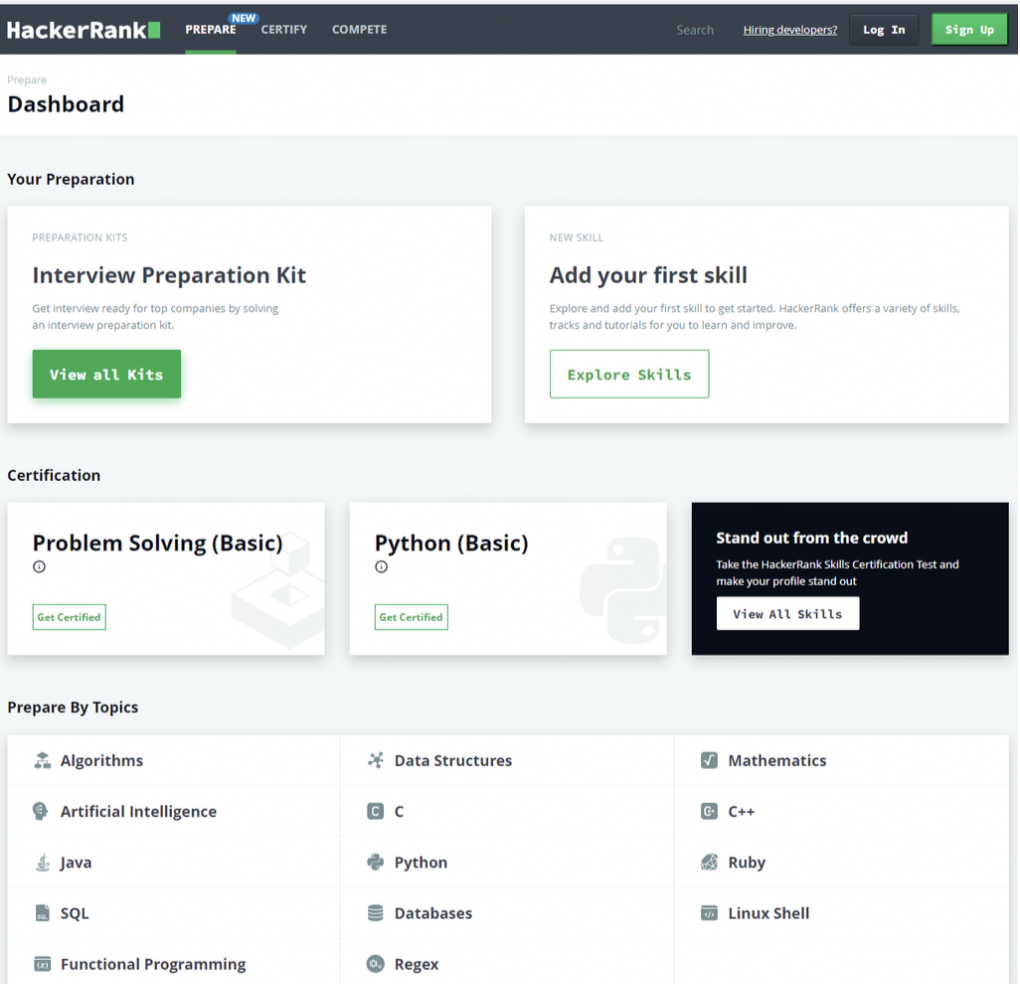 HackerRank
PREPARE
NEW
CERTIFY
COMPETE
Search
Hiring developers?
Log In
Sign Up
Prepare
Dashboard
Your Preparation
PREPARATION KITS
Interview Preparation Kit
Get interview ready for top companies by solving
an interview preparation kit.
View all Kits
NEW SKILL
Add your first skill
Explore and add your first skill to get started. HackerRank offers a variety of skills,
tracks and tutorials for you to learn and improve.
Explore Skills
Certification
Problem Solving (Basic)
Get Certified
Python (Basic)
Get Certified
Stand out from the crowd
Take the HackerRank Skills Certification Test and
make your profile stand out
View All Skills
Prepare By Topics
Algorithms
Data Structures
Mathematics
Artificial Intelligence
C
C++
Java
Python
Ruby
SQL
Databases
Linux Shell
Functional Programming
Regex